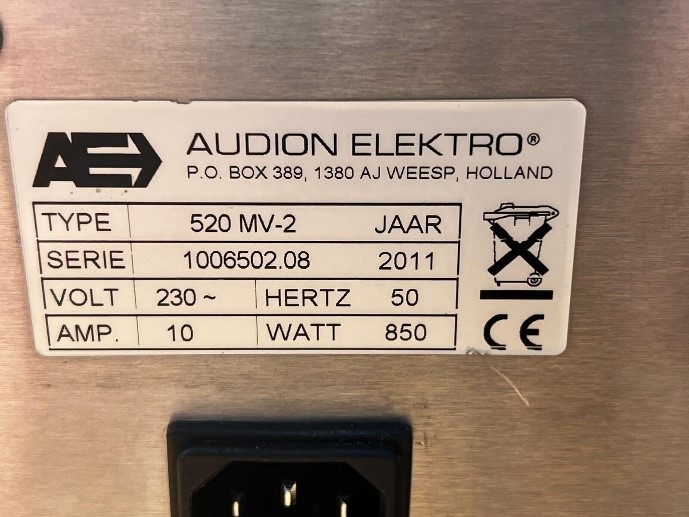 AE
AUDION ELEKTRO®
P.O. BOX 389, 1380 AJ WEESP, HOLLAND
TYPE 520 MV-2 JAAR
SERIE 1006502.08 2011
VOLT 230 ~ HERTZ 50
AMP. 10 WATT 850
CE